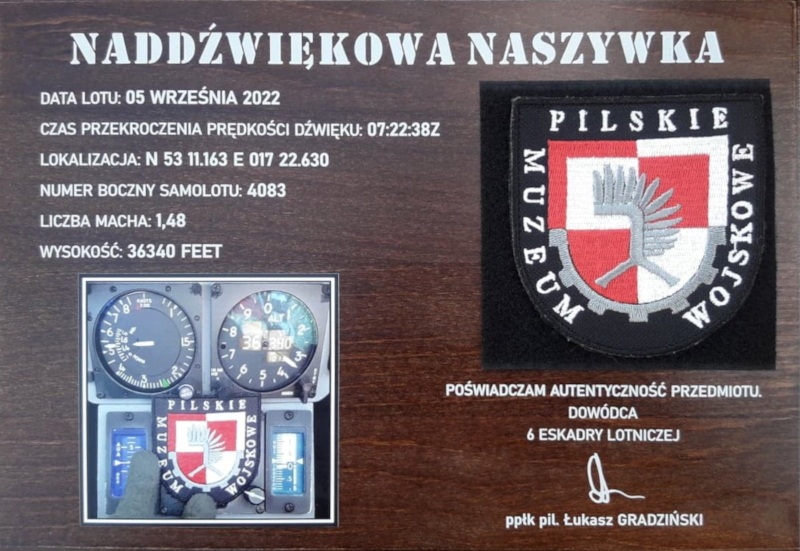 NADDŹWIĘKOWA NASZYWKA
DATA LOTU: 05 WRZEŚNIA 2022
CZAS PRZEKROCZENIA PRĘDKOŚCI DŹWIĘKU: 07:22:38Z
LOKALIZACJA: N 53 11.163 E 017 22.630
NUMER BOCZNY SAMOLOTU: 4083
LICZBA MACHA: 1,48
WYSOKOŚĆ: 36340 FEET
PILSKIE
MUZEUM
WOJSKOWE
ALT
PILSKIE
MUZEUM
WOJSKOWE
POŚWIADCZAM AUTENTYCZNOŚĆ PRZEDMIOTU.
DOWÓDCA
6 ESKADRY LOTNICZEJ
ppłk pil. Łukasz GRADZIŃSKI